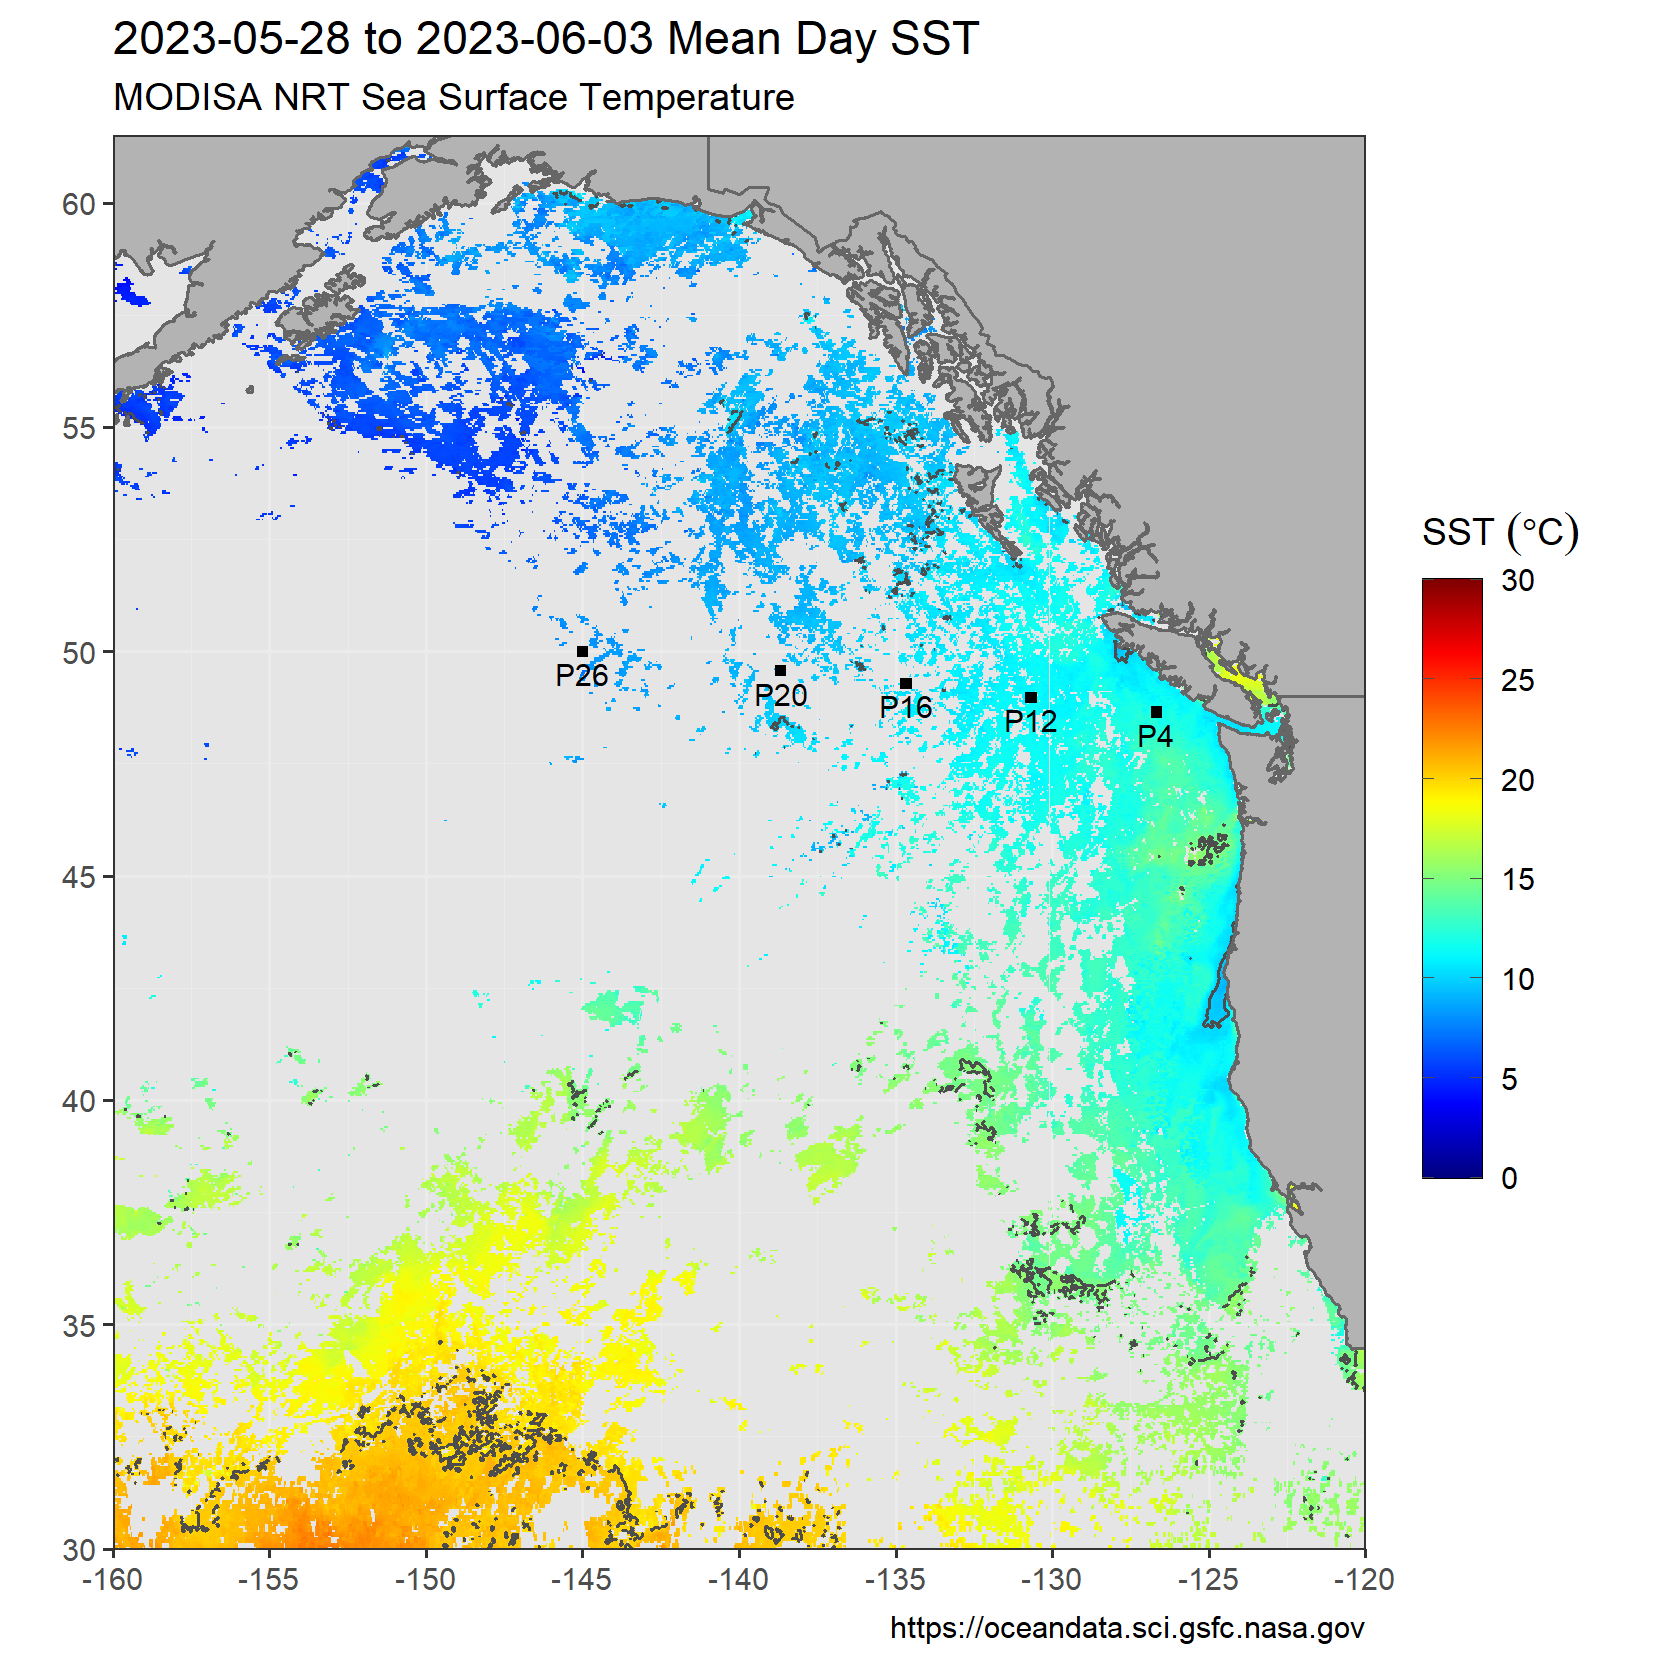 2023-05-28 to 2023-06-03 Mean Day SST
MODISA NRT Sea Surface Temperature
60
55
50
45
40
35
30
P26
P20
P16
P12
P4
-160
-155
-150
-145
-140
-135
-130
-125
-120
SST (°C)
30
25
20
15
10
5
0
https://oceandata.sci.gsfc.nasa.gov